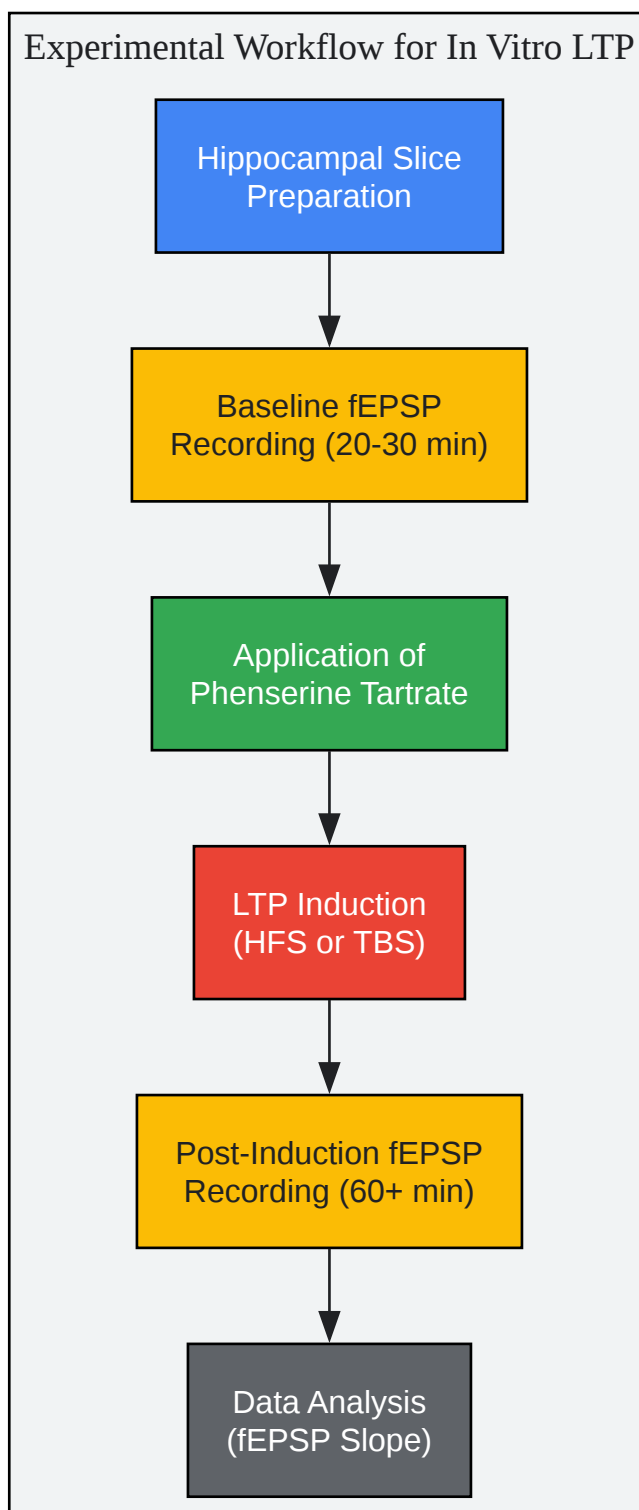 Experimental Workflow for In Vitro LTP
Hippocampal Slice
Preparation
Baseline fEPSP
Recording (20-30 min)
Application of
Phenserine Tartrate
LTP Induction
(HFS or TBS)
Post-Induction fEPSP
Recording (60+ min)
Data Analysis
(fEPSP Slope)